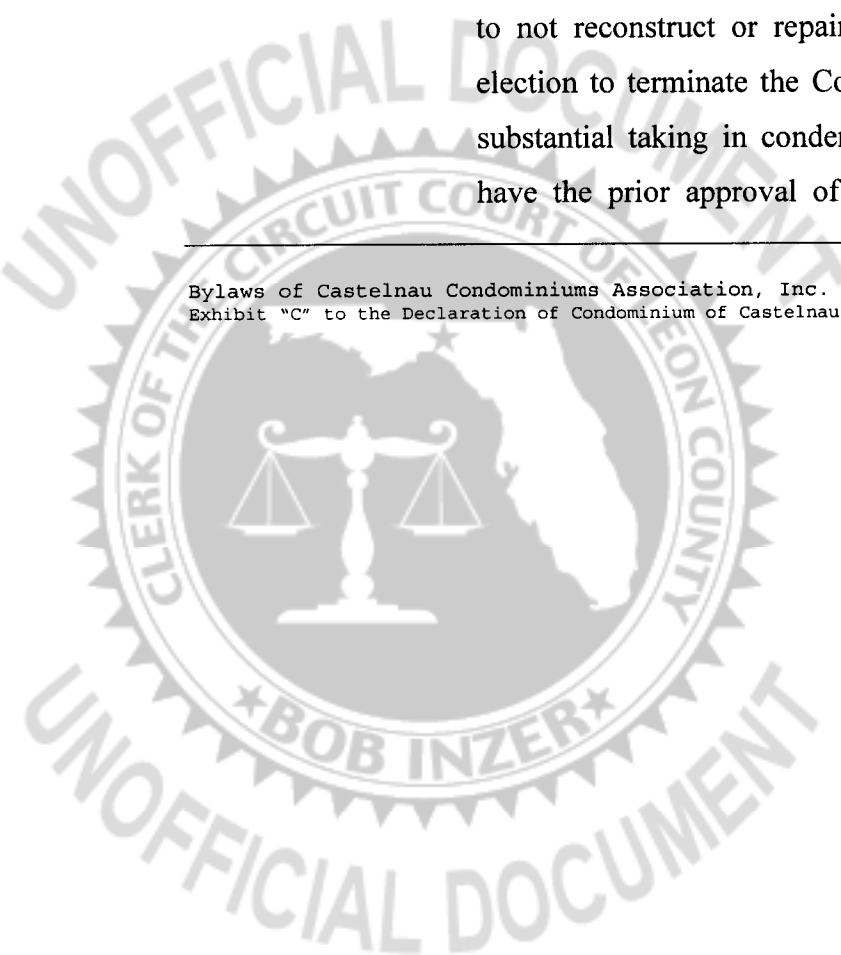 to not reconstruct or repair
election to terminate the Co
substantial taking in conde
have the prior approval of
Bylaws of Castelnau Condominiums Association, Inc.
Exhibit "C" to the Declaration of Condominium of Castelnau
UNOFFICIAL DOCUMENT
CLERK OF THE CIRCUIT COURT OF LEON COUNTY
★BOB INZER★
UNOFFICIAL DOCUMENT